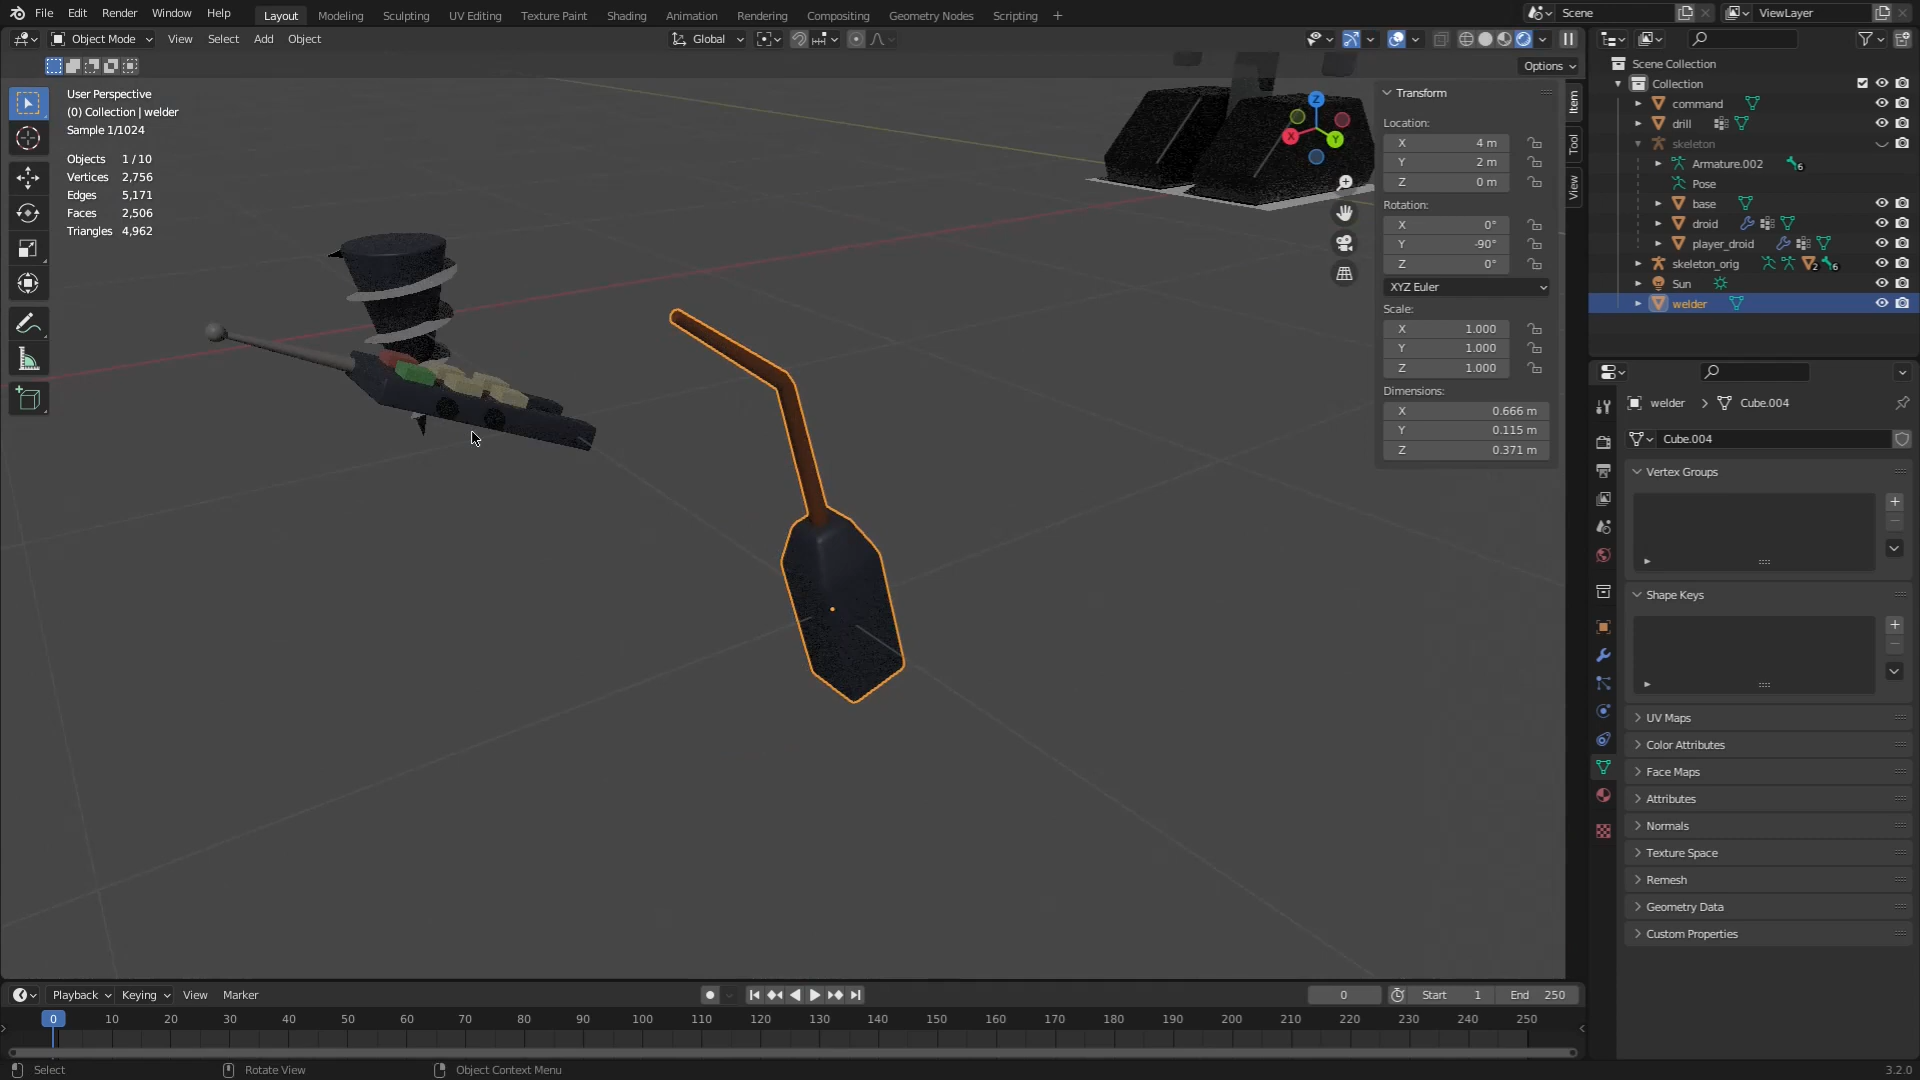 File Edit Render Window Help Layout Modeling Sculpting UV Editing Texture Paint Shading Animation Rendering Compositing Geometry Nodes Scripting + Scene ViewLayer
Object Mode View Select Add Object Global
Options
User Perspective
(0) Collection | welder
Sample 1/1024
Objects 1 / 10
Vertices 2,756
Edges 5,171
Faces 2,506
Triangles 4,962
Z
X
Y
Transform
Location:
X 4 m
Y 2 m
Z 0 m
Rotation:
X 0°
Y -90°
Z 0°
XYZ Euler
Scale:
X 1.000
Y 1.000
Z 1.000
Dimensions:
X 0.666 m
Y 0.115 m
Z 0.371 m
Item
Tool
View
Scene Collection
Collection
command
drill
skeleton
Armature.002 6
Pose
base
droid
player_droid
skeleton_orig 2 6
Sun
welder
welder > Cube.004
Cube.004
Vertex Groups
Shape Keys
UV Maps
Color Attributes
Face Maps
Attributes
Normals
Texture Space
Remesh
Geometry Data
Custom Properties
Playback Keying View Marker 0 Start 1 End 250
0 10 20 30 40 50 60 70 80 90 100 110 120 130 140 150 160 170 180 190 200 210 220 230 240 250
Select Rotate View Object Context Menu 3.2.0